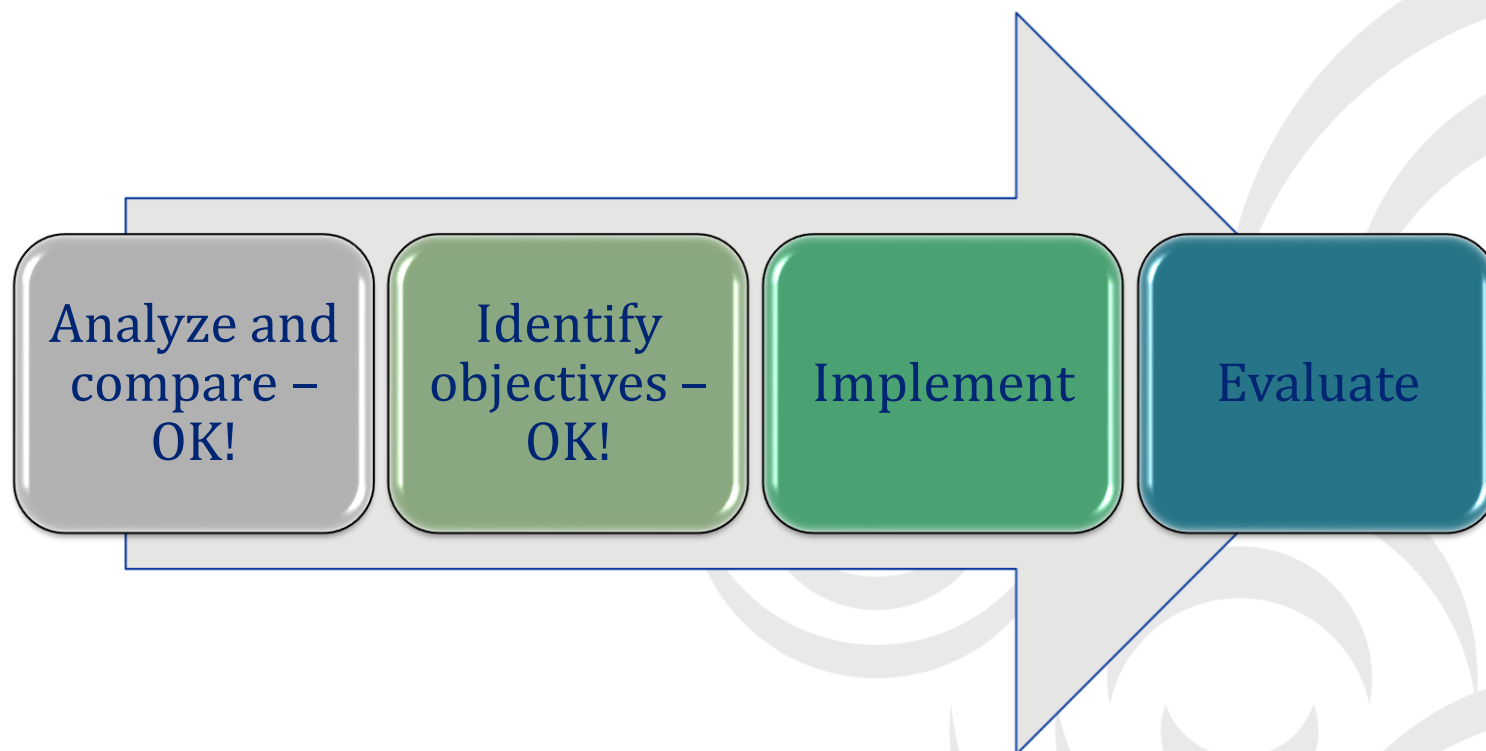 Analyze and
compare –
OK!
Identify
objectives –
OK!
Implement
Evaluate